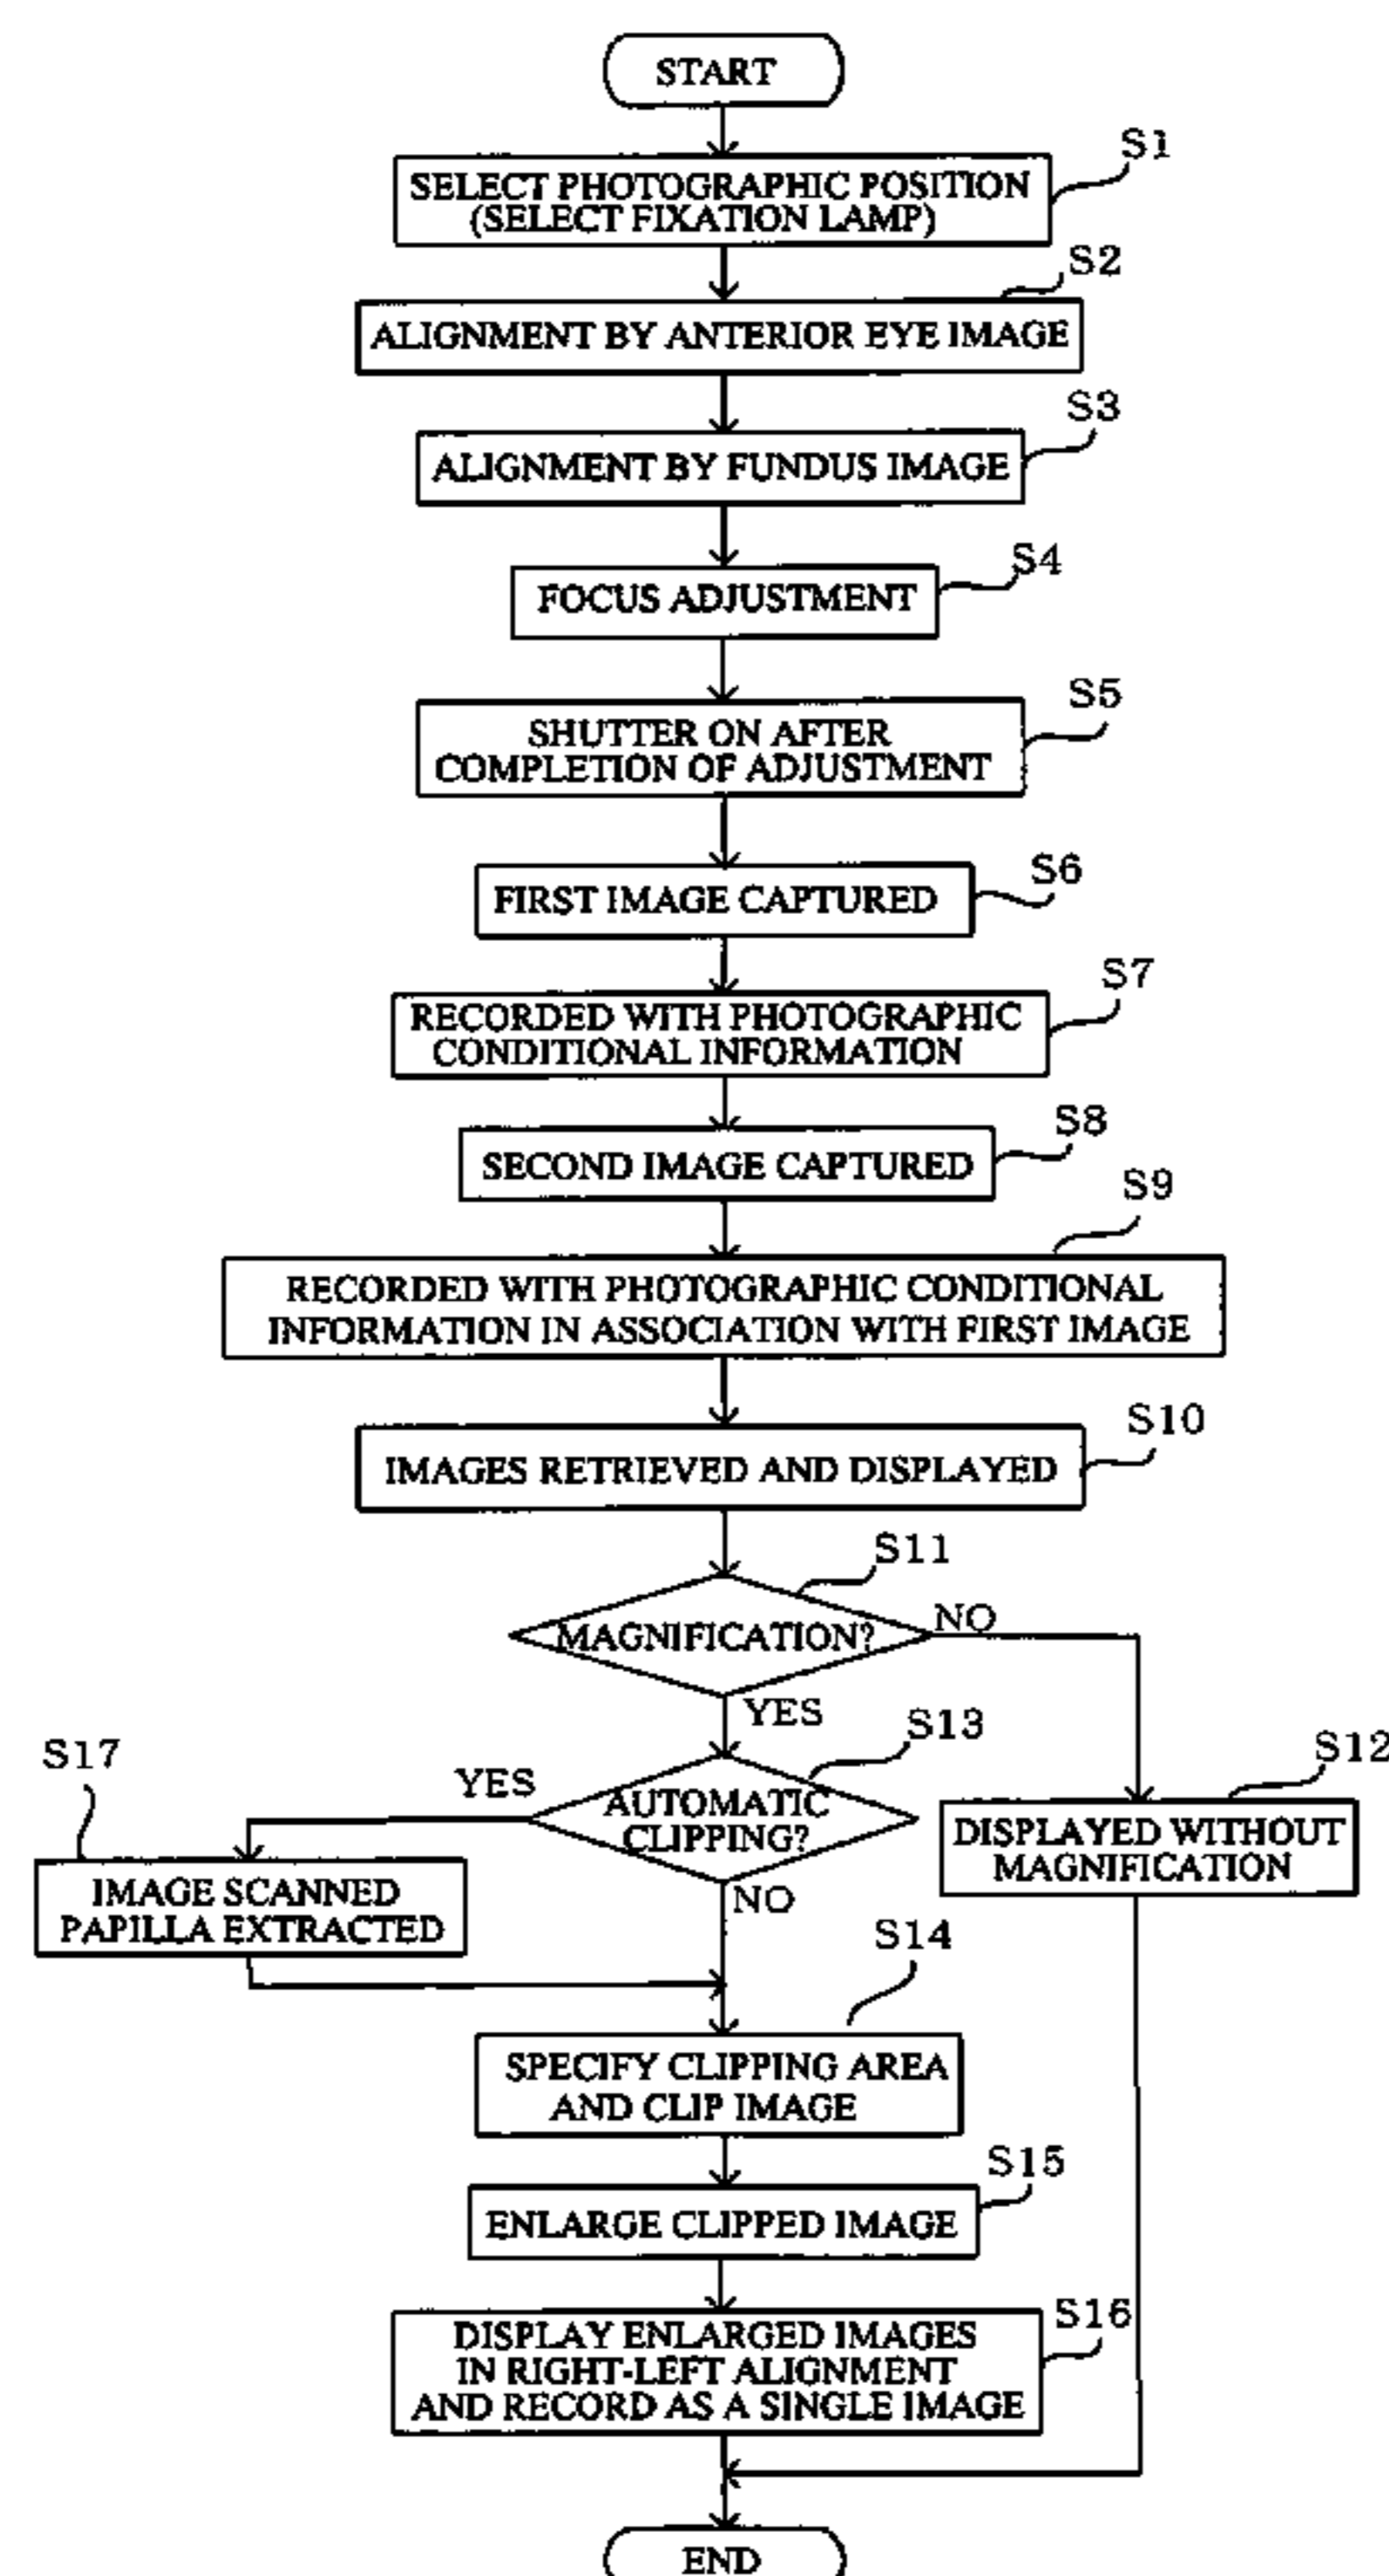 START
S1
SELECT PHOTOGRAPHIC POSITION
(SELECT FIXATION LAMP)
S2
ALIGNMENT BY ANTERIOR EYE IMAGE
S3
ALIGNMENT BY FUNDUS IMAGE
S4
FOCUS ADJUSTMENT
S5
SHUTTER ON AFTER
COMPLETION OF ADJUSTMENT
S6
FIRST IMAGE CAPTURED
S7
RECORDED WITH PHOTOGRAPHIC
CONDITIONAL INFORMATION
S8
SECOND IMAGE CAPTURED
S9
RECORDED WITH PHOTOGRAPHIC CONDITIONAL
INFORMATION IN ASSOCIATION WITH FIRST IMAGE
S10
IMAGES RETRIEVED AND DISPLAYED
S11
MAGNIFICATION?
NO
YES
S13
S17
YES
AUTOMATIC
CLIPPING?
S12
DISPLAYED WITHOUT
MAGNIFICATION
IMAGE SCANNED
PAPILLA EXTRACTED
NO
S14
SPECIFY CLIPPING AREA
AND CLIP IMAGE
S15
ENLARGE CLIPPED IMAGE
S16
DISPLAY ENLARGED IMAGES
IN RIGHT-LEFT ALIGNMENT
AND RECORD AS A SINGLE IMAGE
END